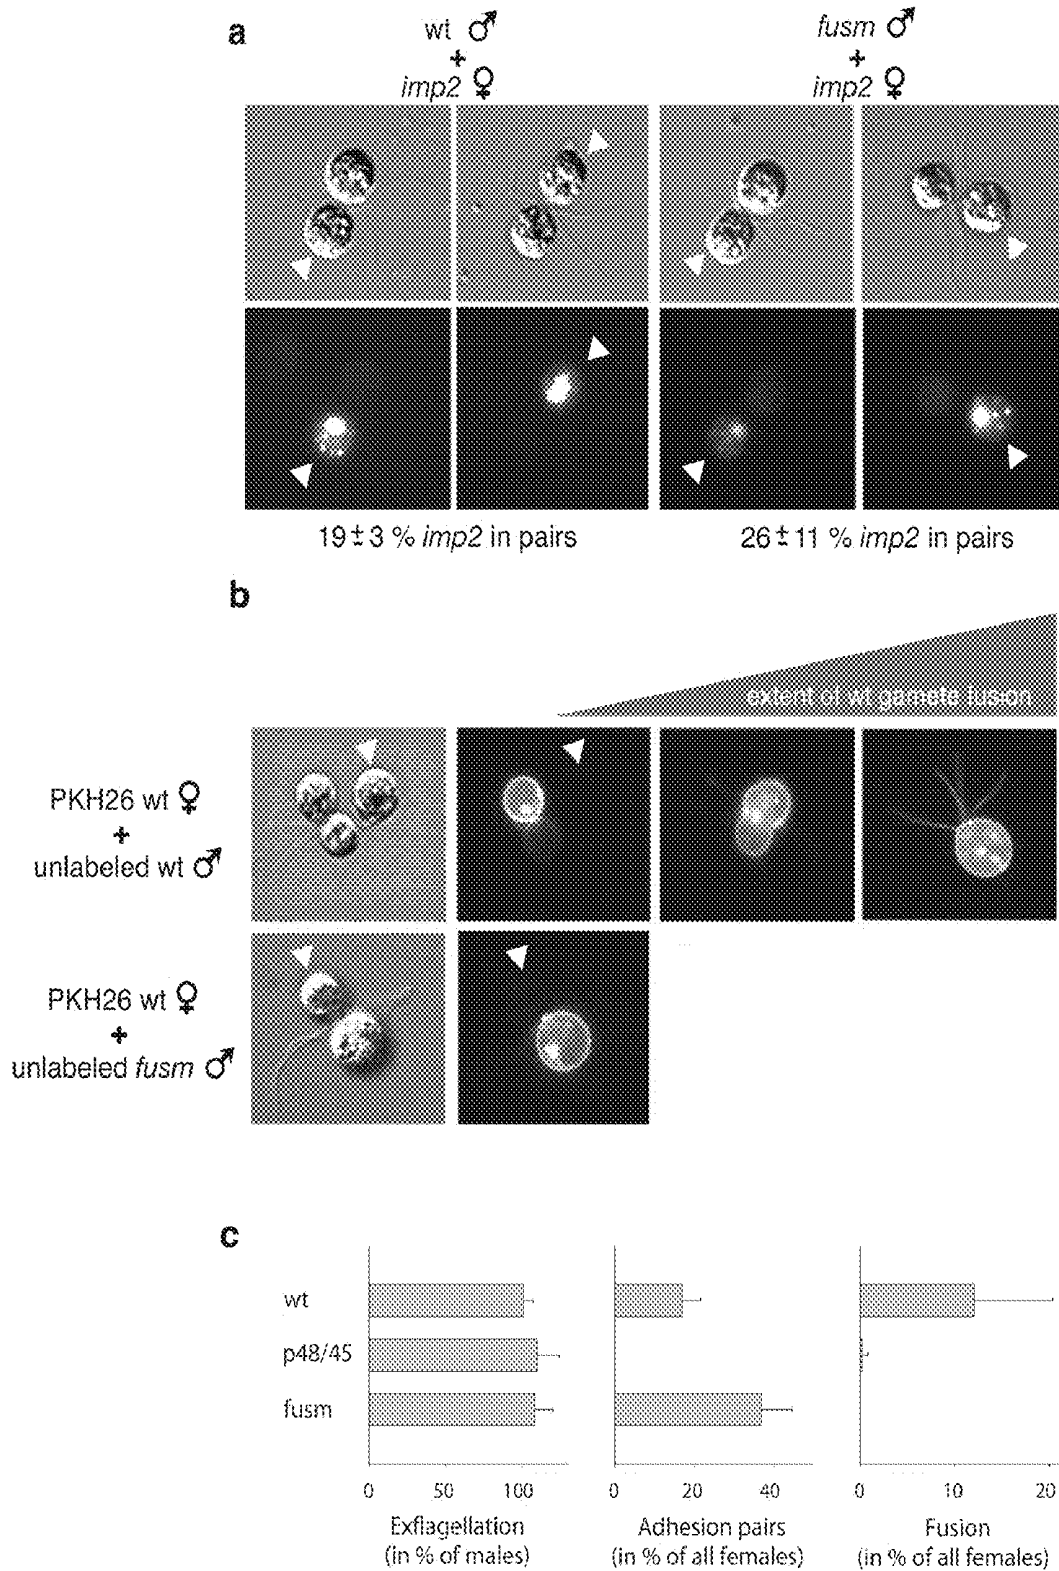 a
wt ♂
+
imp2 ♀
fusm ♂
+
imp2 ♀
19 ± 3 % imp2 in pairs
26 ± 11 % imp2 in pairs
b
extent of wt gamete fusion
PKH26 wt ♀
+
unlabeled wt ♂
PKH26 wt ♀
+
unlabeled fusm ♂
c
wt
p48/45
fusm
0 50 100
0 20 40
0 10 20
Exflagellation
(in % of males)
Adhesion pairs
(in % of all females)
Fusion
(in % of all females)